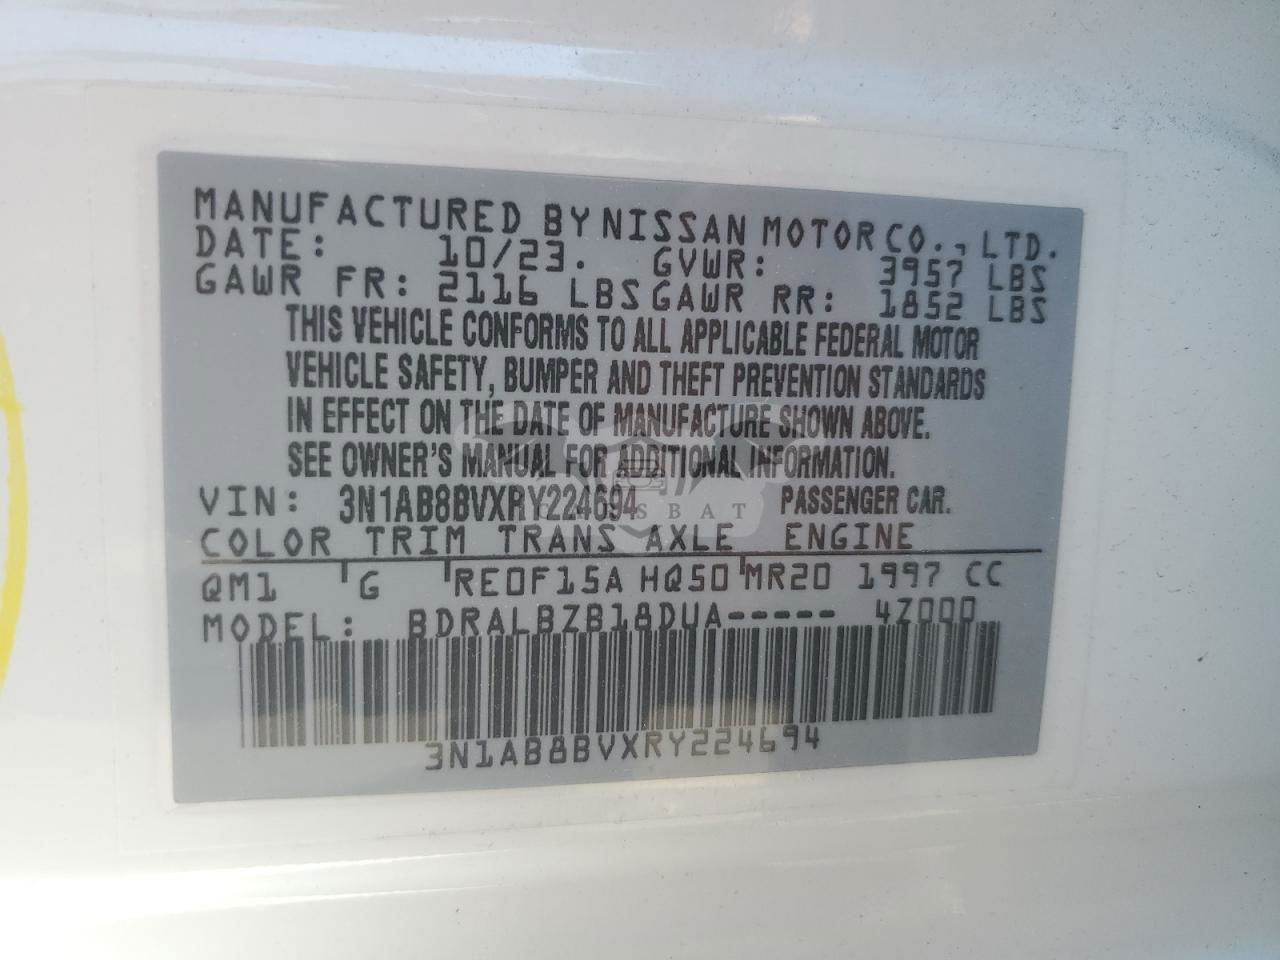 MANUFACTURED BY NISSAN MOTOR CO., LTD.
DATE: 10/23. GVWR: 3957 LBS
GAWR FR: 2116 LBS GAWR RR: 1852 LBS
THIS VEHICLE CONFORMS TO ALL APPLICABLE FEDERAL MOTOR
VEHICLE SAFETY, BUMPER AND THEFT PREVENTION STANDARDS
IN EFFECT ON THE DATE OF MANUFACTURE SHOWN ABOVE.
SEE OWNER'S MANUAL FOR ADDITIONAL INFORMATION.
VIN: 3N1AB8BVXRY224694 PASSENGER CAR.
CARSBAT
COLOR TRIM TRANS AXLE ENGINE
QM1 G RE0F15A HQ50 MR20 1997 CC
MODEL: BDRALBZB18DUA----- 4Z000
3N1AB8BVXRY224694